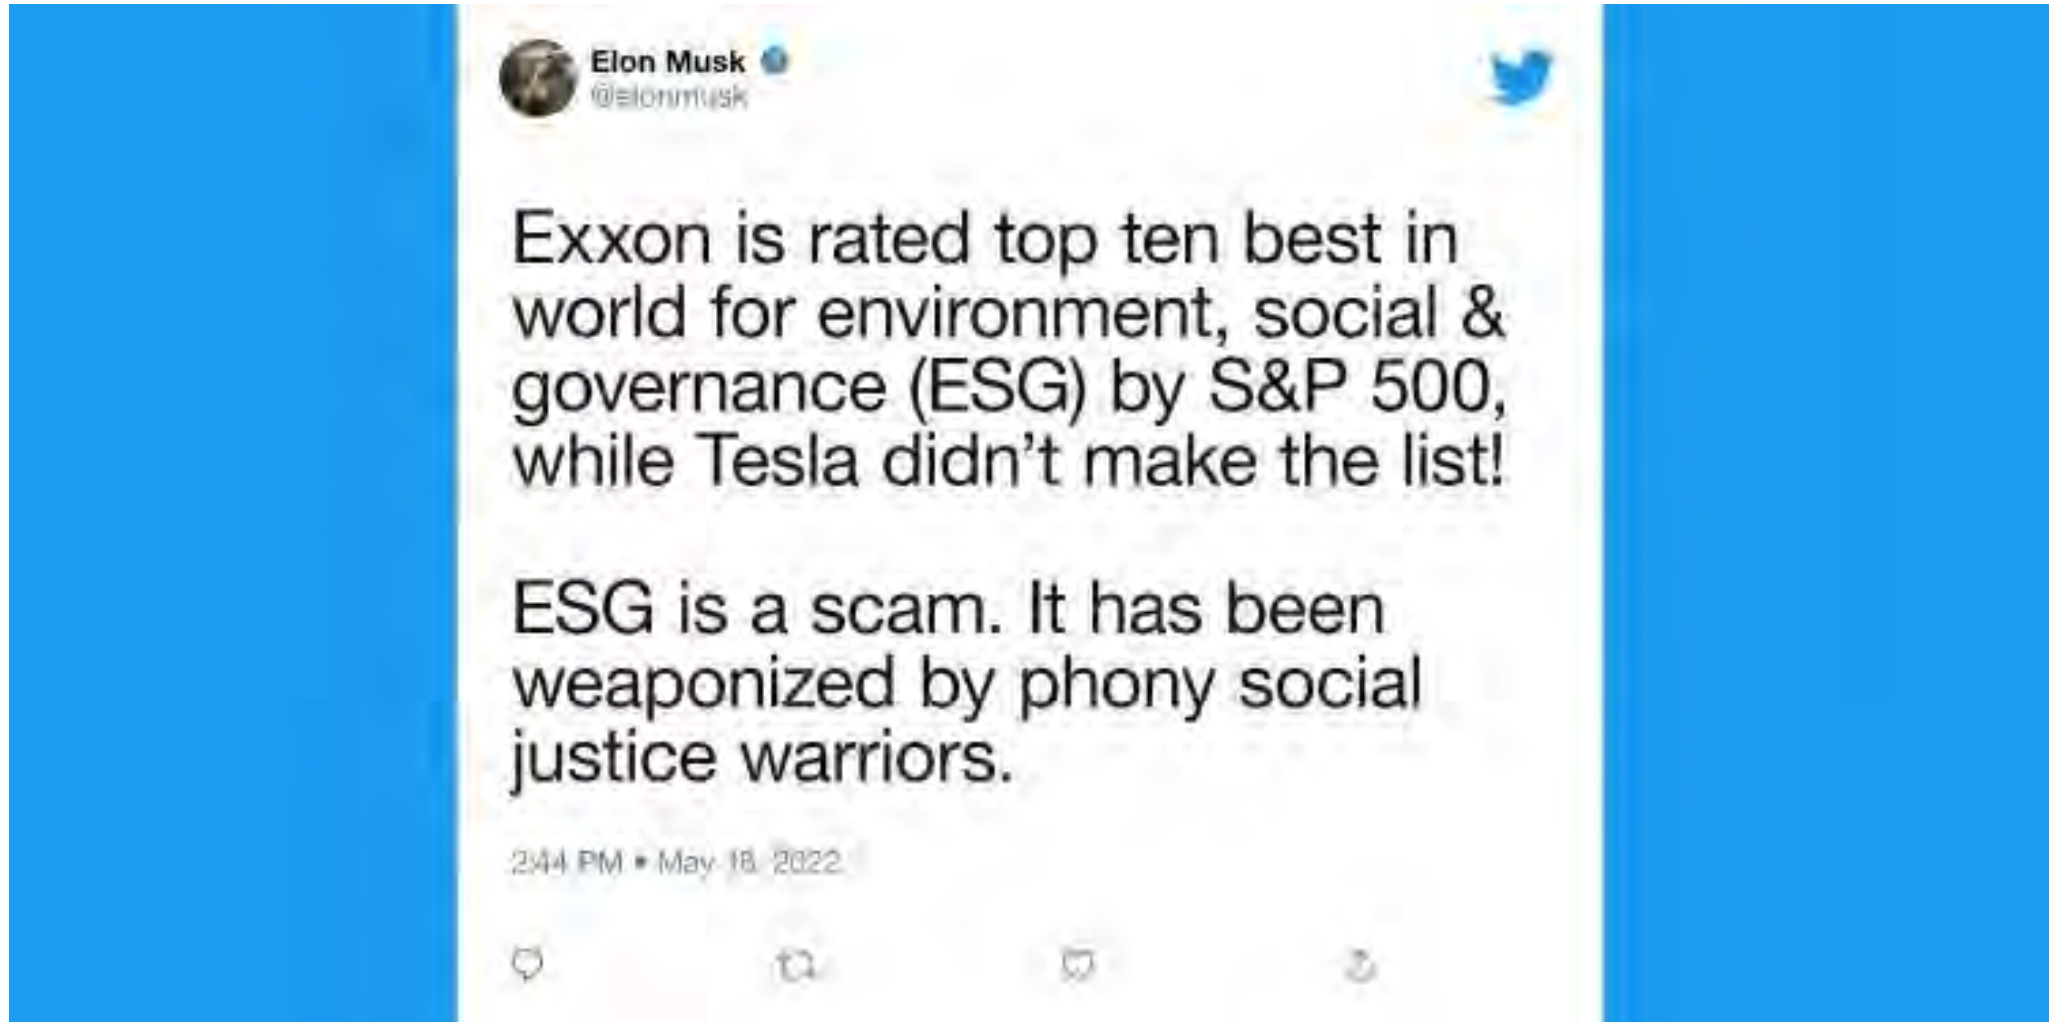 Elon Musk
@elonmusk
Exxon is rated top ten best in
world for environment, social &
governance (ESG) by S&P 500,
while Tesla didn't make the list!
ESG is a scam. It has been
weaponized by phony social
justice warriors.
2:44 PM • May 18, 2022